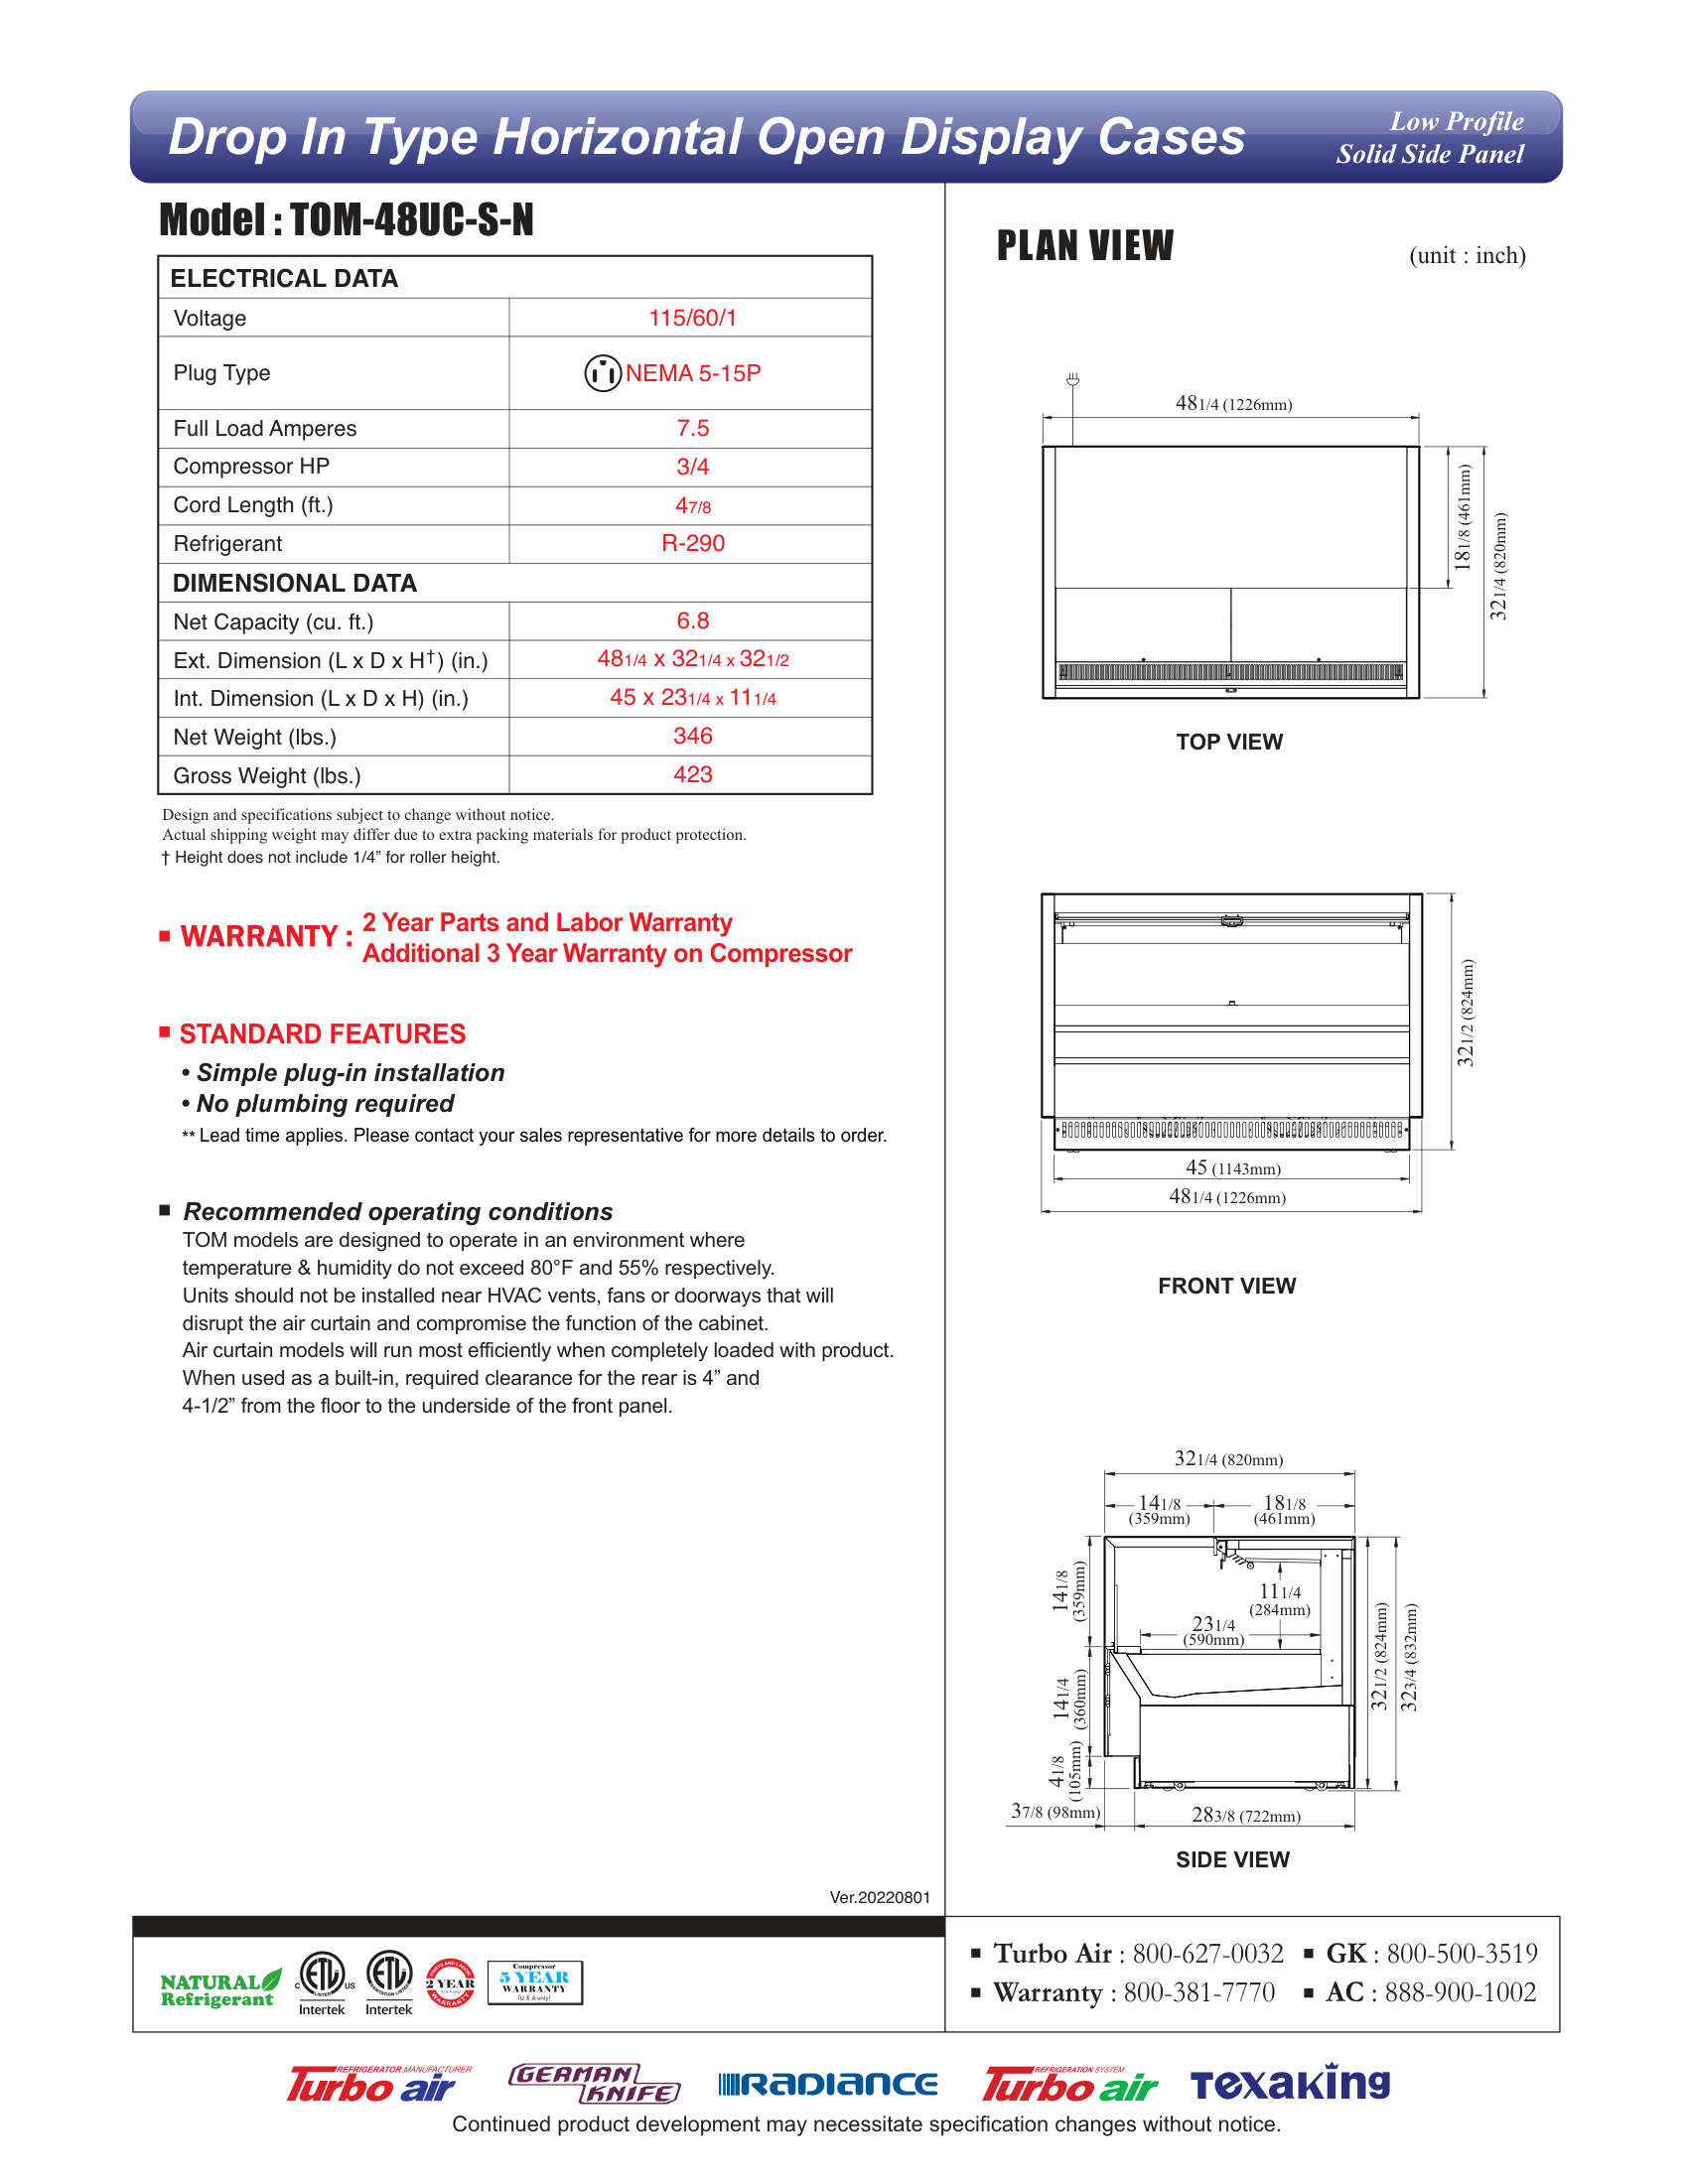 Drop In Type Horizontal Open Display Cases
Low Profile
Solid Side Panel
Model : TOM-48UC-S-N
ELECTRICAL DATA
Voltage 115/60/1
Plug Type NEMA 5-15P
Full Load Amperes 7.5
Compressor HP 3/4
Cord Length (ft.) 4 7/8
Refrigerant R-290
DIMENSIONAL DATA
Net Capacity (cu. ft.) 6.8
Ext. Dimension (L x D x H†) (in.) 48 1/4 x 32 1/4 x 32 1/2
Int. Dimension (L x D x H) (in.) 45 x 23 1/4 x 11 1/4
Net Weight (lbs.) 346
Gross Weight (lbs.) 423
Design and specifications subject to change without notice.
Actual shipping weight may differ due to extra packing materials for product protection.
† Height does not include 1/4” for roller height.
■ WARRANTY : 2 Year Parts and Labor Warranty
Additional 3 Year Warranty on Compressor
■ STANDARD FEATURES
• Simple plug-in installation
• No plumbing required
** Lead time applies. Please contact your sales representative for more details to order.
■ Recommended operating conditions
TOM models are designed to operate in an environment where
temperature & humidity do not exceed 80°F and 55% respectively.
Units should not be installed near HVAC vents, fans or doorways that will
disrupt the air curtain and compromise the function of the cabinet.
Air curtain models will run most efficiently when completely loaded with product.
When used as a built-in, required clearance for the rear is 4” and
4-1/2” from the floor to the underside of the front panel.
Ver.20220801
PLAN VIEW
(unit : inch)
48 1/4 (1226mm)
18 1/8 (461mm)
32 1/4 (820mm)
TOP VIEW
32 1/2 (824mm)
45 (1143mm)
48 1/4 (1226mm)
FRONT VIEW
32 1/4 (820mm)
14 1/8
(359mm)
18 1/8
(461mm)
14 1/8
(359mm)
11 1/4
(284mm)
23 1/4
(590mm)
14 1/4
(360mm)
4 1/8
(105mm)
32 1/2 (824mm)
32 3/4 (832mm)
3 7/8 (98mm)
28 3/8 (722mm)
SIDE VIEW
NATURAL
Refrigerant
C ETL US
LISTED
Intertek
ETL
SANITATION LISTED
Intertek
PARTS AND LABOR
2 YEAR
(U.S.A only)
WARRANTY
Compressor
5 YEAR
WARRANTY
(U.S.A only)
■ Turbo Air : 800-627-0032 ■ GK : 800-500-3519
■ Warranty : 800-381-7770 ■ AC : 888-900-1002
REFRIGERATOR MANUFACTURER
Turbo air
GERMAN
KNIFE
RADIANCE
REFRIGERATION SYSTEM
Turbo air
TEXAKING
Continued product development may necessitate specification changes without notice.